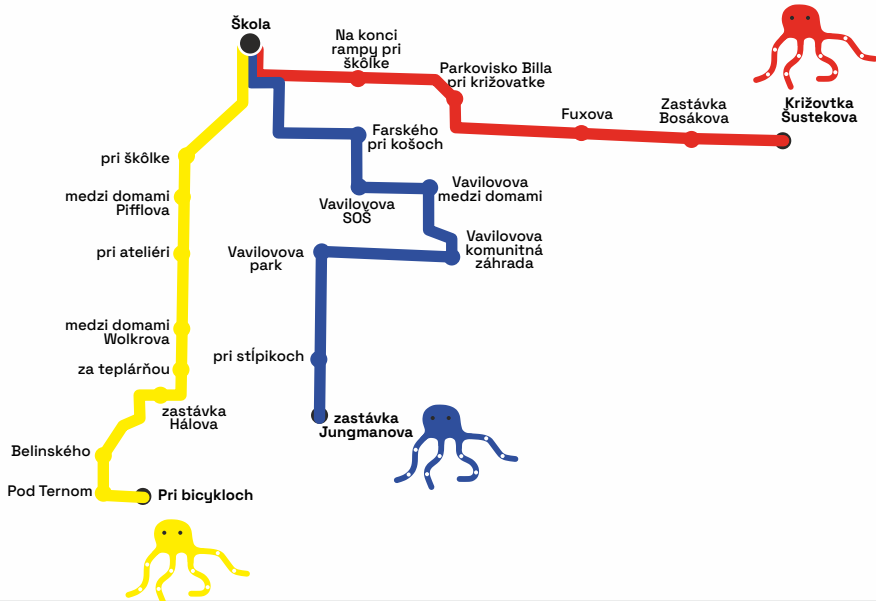 Škola
Na konci
rampy pri
škôlke
Parkovisko Billa
pri križovatke
Fuxova
Zastávka
Bosákova
Križovtka
Šustekova
Farského
pri košoch
pri škôlke
medzi domami
Pifflova
Vavilovova
medzi domami
Vavilovova
SOŠ
Vavilovova
komunitná
záhrada
pri ateliéri
Vavilovova
park
medzi domami
Wolkrova
pri stĺpikoch
za teplárňou
zastávka
Hálova
zastávka
Jungmanova
Belinského
Pod Ternom
Pri bicykloch